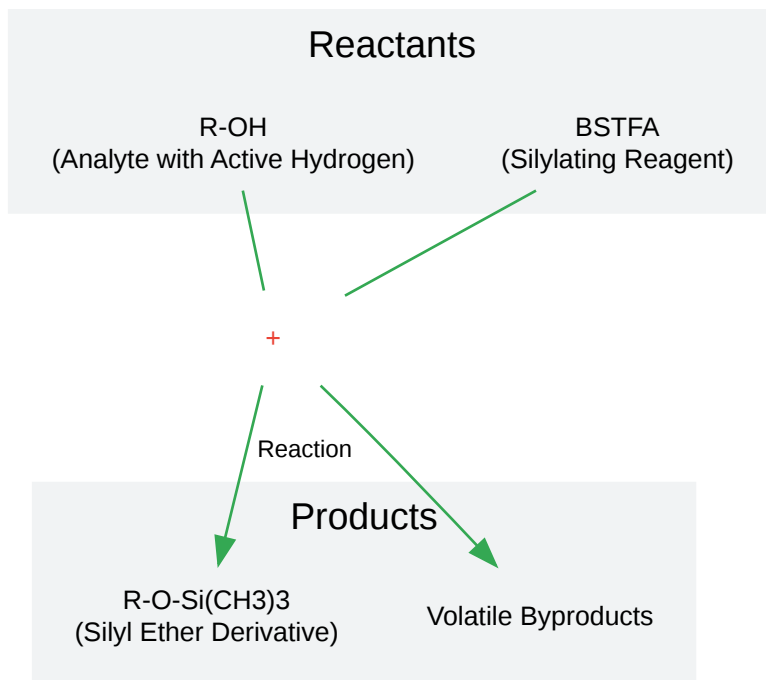 Reactants
R-OH
(Analyte with Active Hydrogen)
BSTFA
(Silylating Reagent)
+
Reaction
Products
R-O-Si(CH3)3
(Silyl Ether Derivative)
Volatile Byproducts